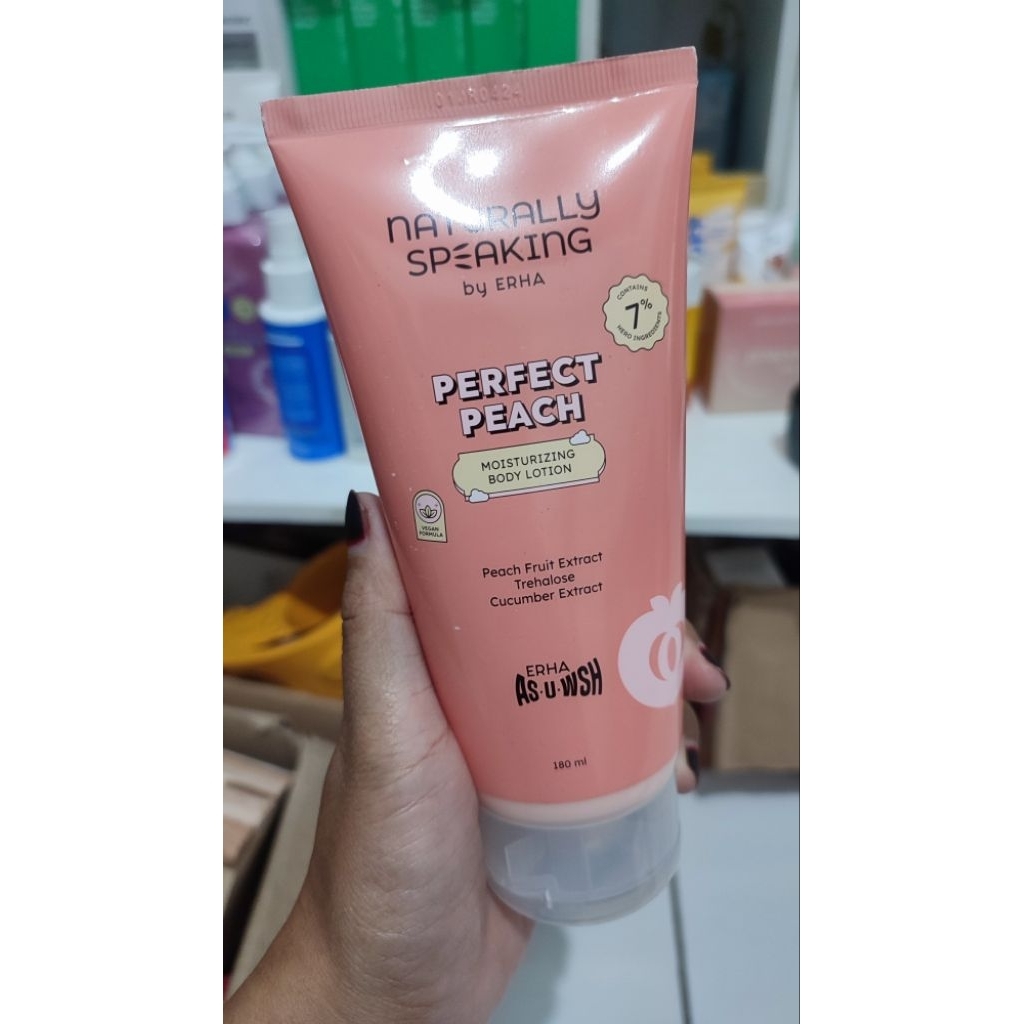 NATURALLY
SPEAKING
by ERHA
CONTAINS
7%
HERO INGREDIENTS
PERFECT
PEACH
MOISTURIZING
BODY LOTION
VEGAN
FORMULA
Peach Fruit Extract
Trehalose
Cucumber Extract
ERHA
AS·U·WSH
180 ml